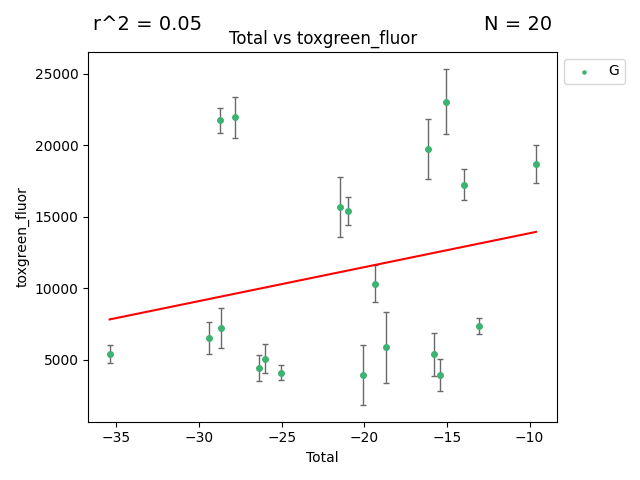 r^2 = 0.05
N = 20
Total vs toxgreen_fluor
G
25000
20000
15000
10000
5000
toxgreen_fluor
−35
−30
−25
−20
−15
−10
Total